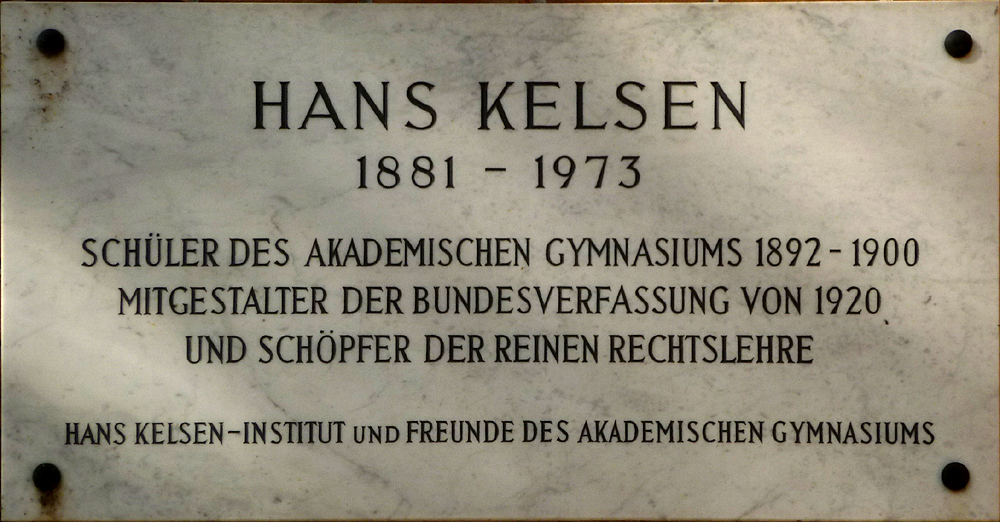 HANS KELSEN
1881 – 1973
SCHÜLER DES AKADEMISCHEN GYMNASIUMS 1892 – 1900
MITGESTALTER DER BUNDESVERFASSUNG VON 1920
UND SCHÖPFER DER REINEN RECHTSLEHRE
HANS KELSEN–INSTITUT UND FREUNDE DES AKADEMISCHEN GYMNASIUMS